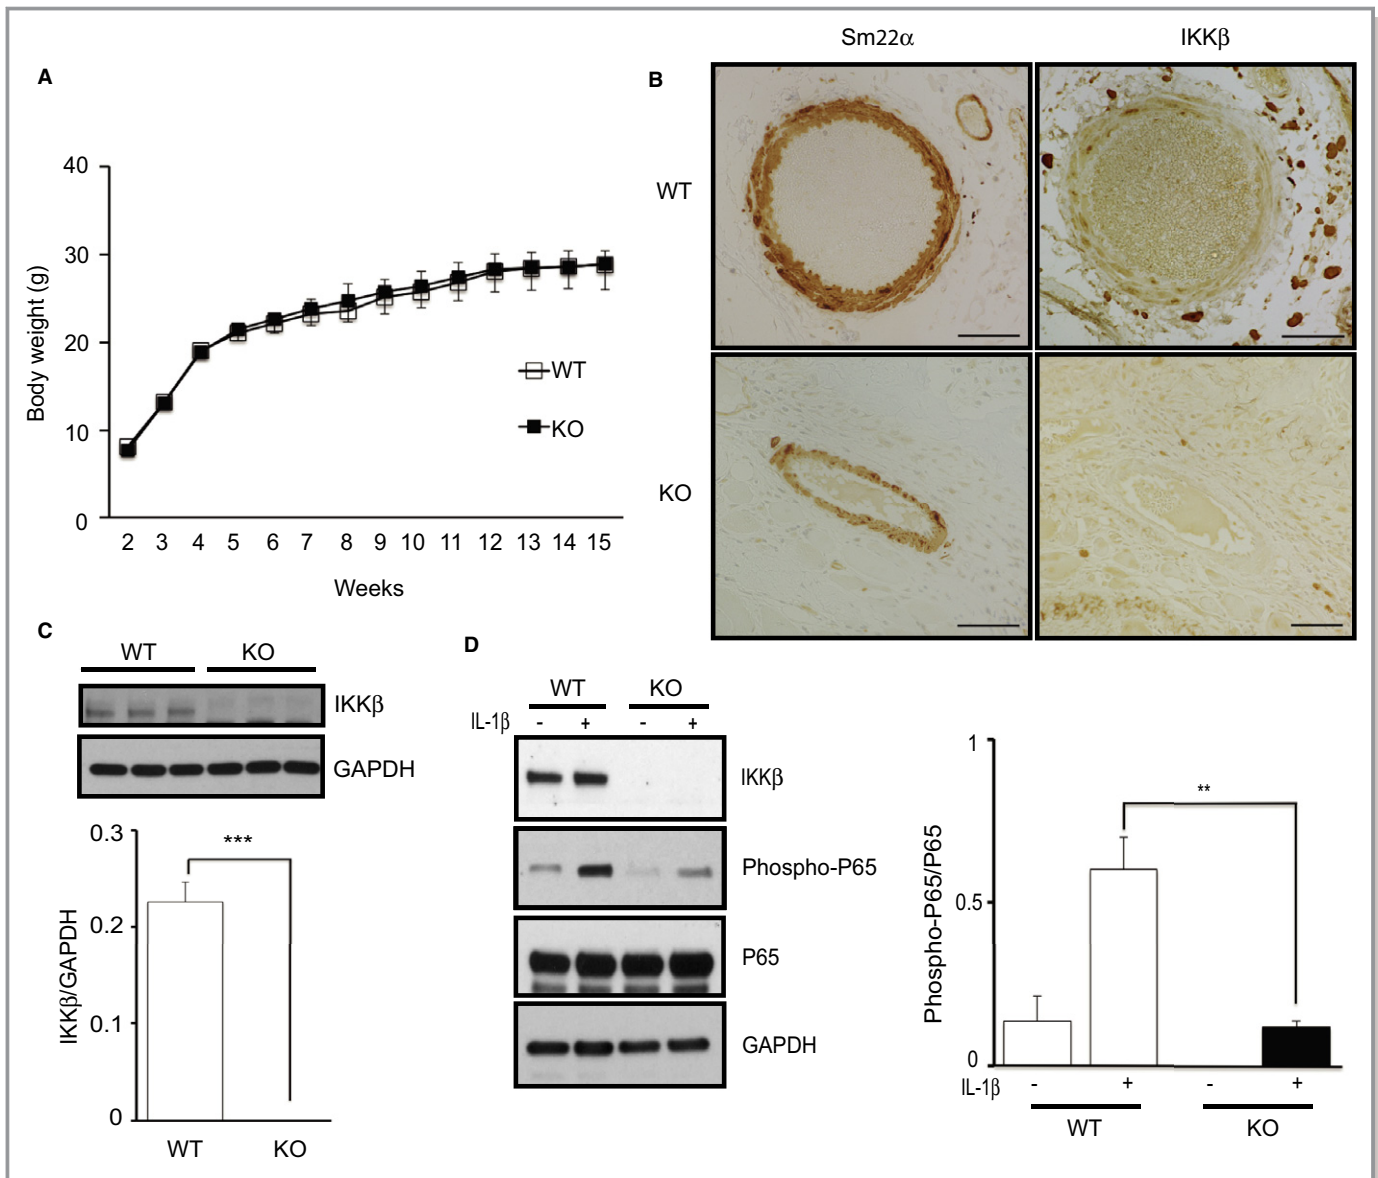 A
40
30
20
10
0
Body weight (g)
WT
KO
2 3 4 5 6 7 8 9 10 11 12 13 14 15
Weeks
B
Sm22α IKKβ
WT
KO
C
WT KO
IKKβ
GAPDH
0.3
0.2
0.1
0
IKKβ/GAPDH
***
WT KO
D
WT KO
IL-1β - + - +
IKKβ
Phospho-P65
P65
GAPDH
1
0.5
0
Phospho-P65/P65
**
IL-1β - + - +
WT KO